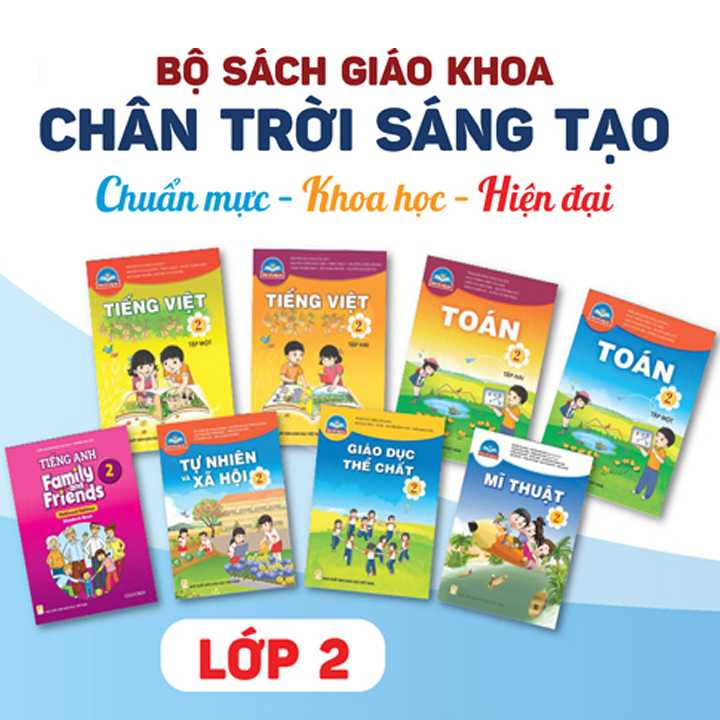 BỘ SÁCH GIÁO KHOA
CHÂN TRỜI SÁNG TẠO
Chuẩn mực - Khoa học - Hiện đại
TIẾNG VIỆT
2
TẬP MỘT
TIẾNG VIỆT
2
TẬP HAI
TOÁN
2
TẬP HAI
TOÁN
2
TẬP MỘT
TIẾNG ANH
2
Family and
Friends
TỰ NHIÊN
VÀ XÃ HỘI
2
GIÁO DỤC
THỂ CHẤT
2
MĨ THUẬT
2
LỚP 2